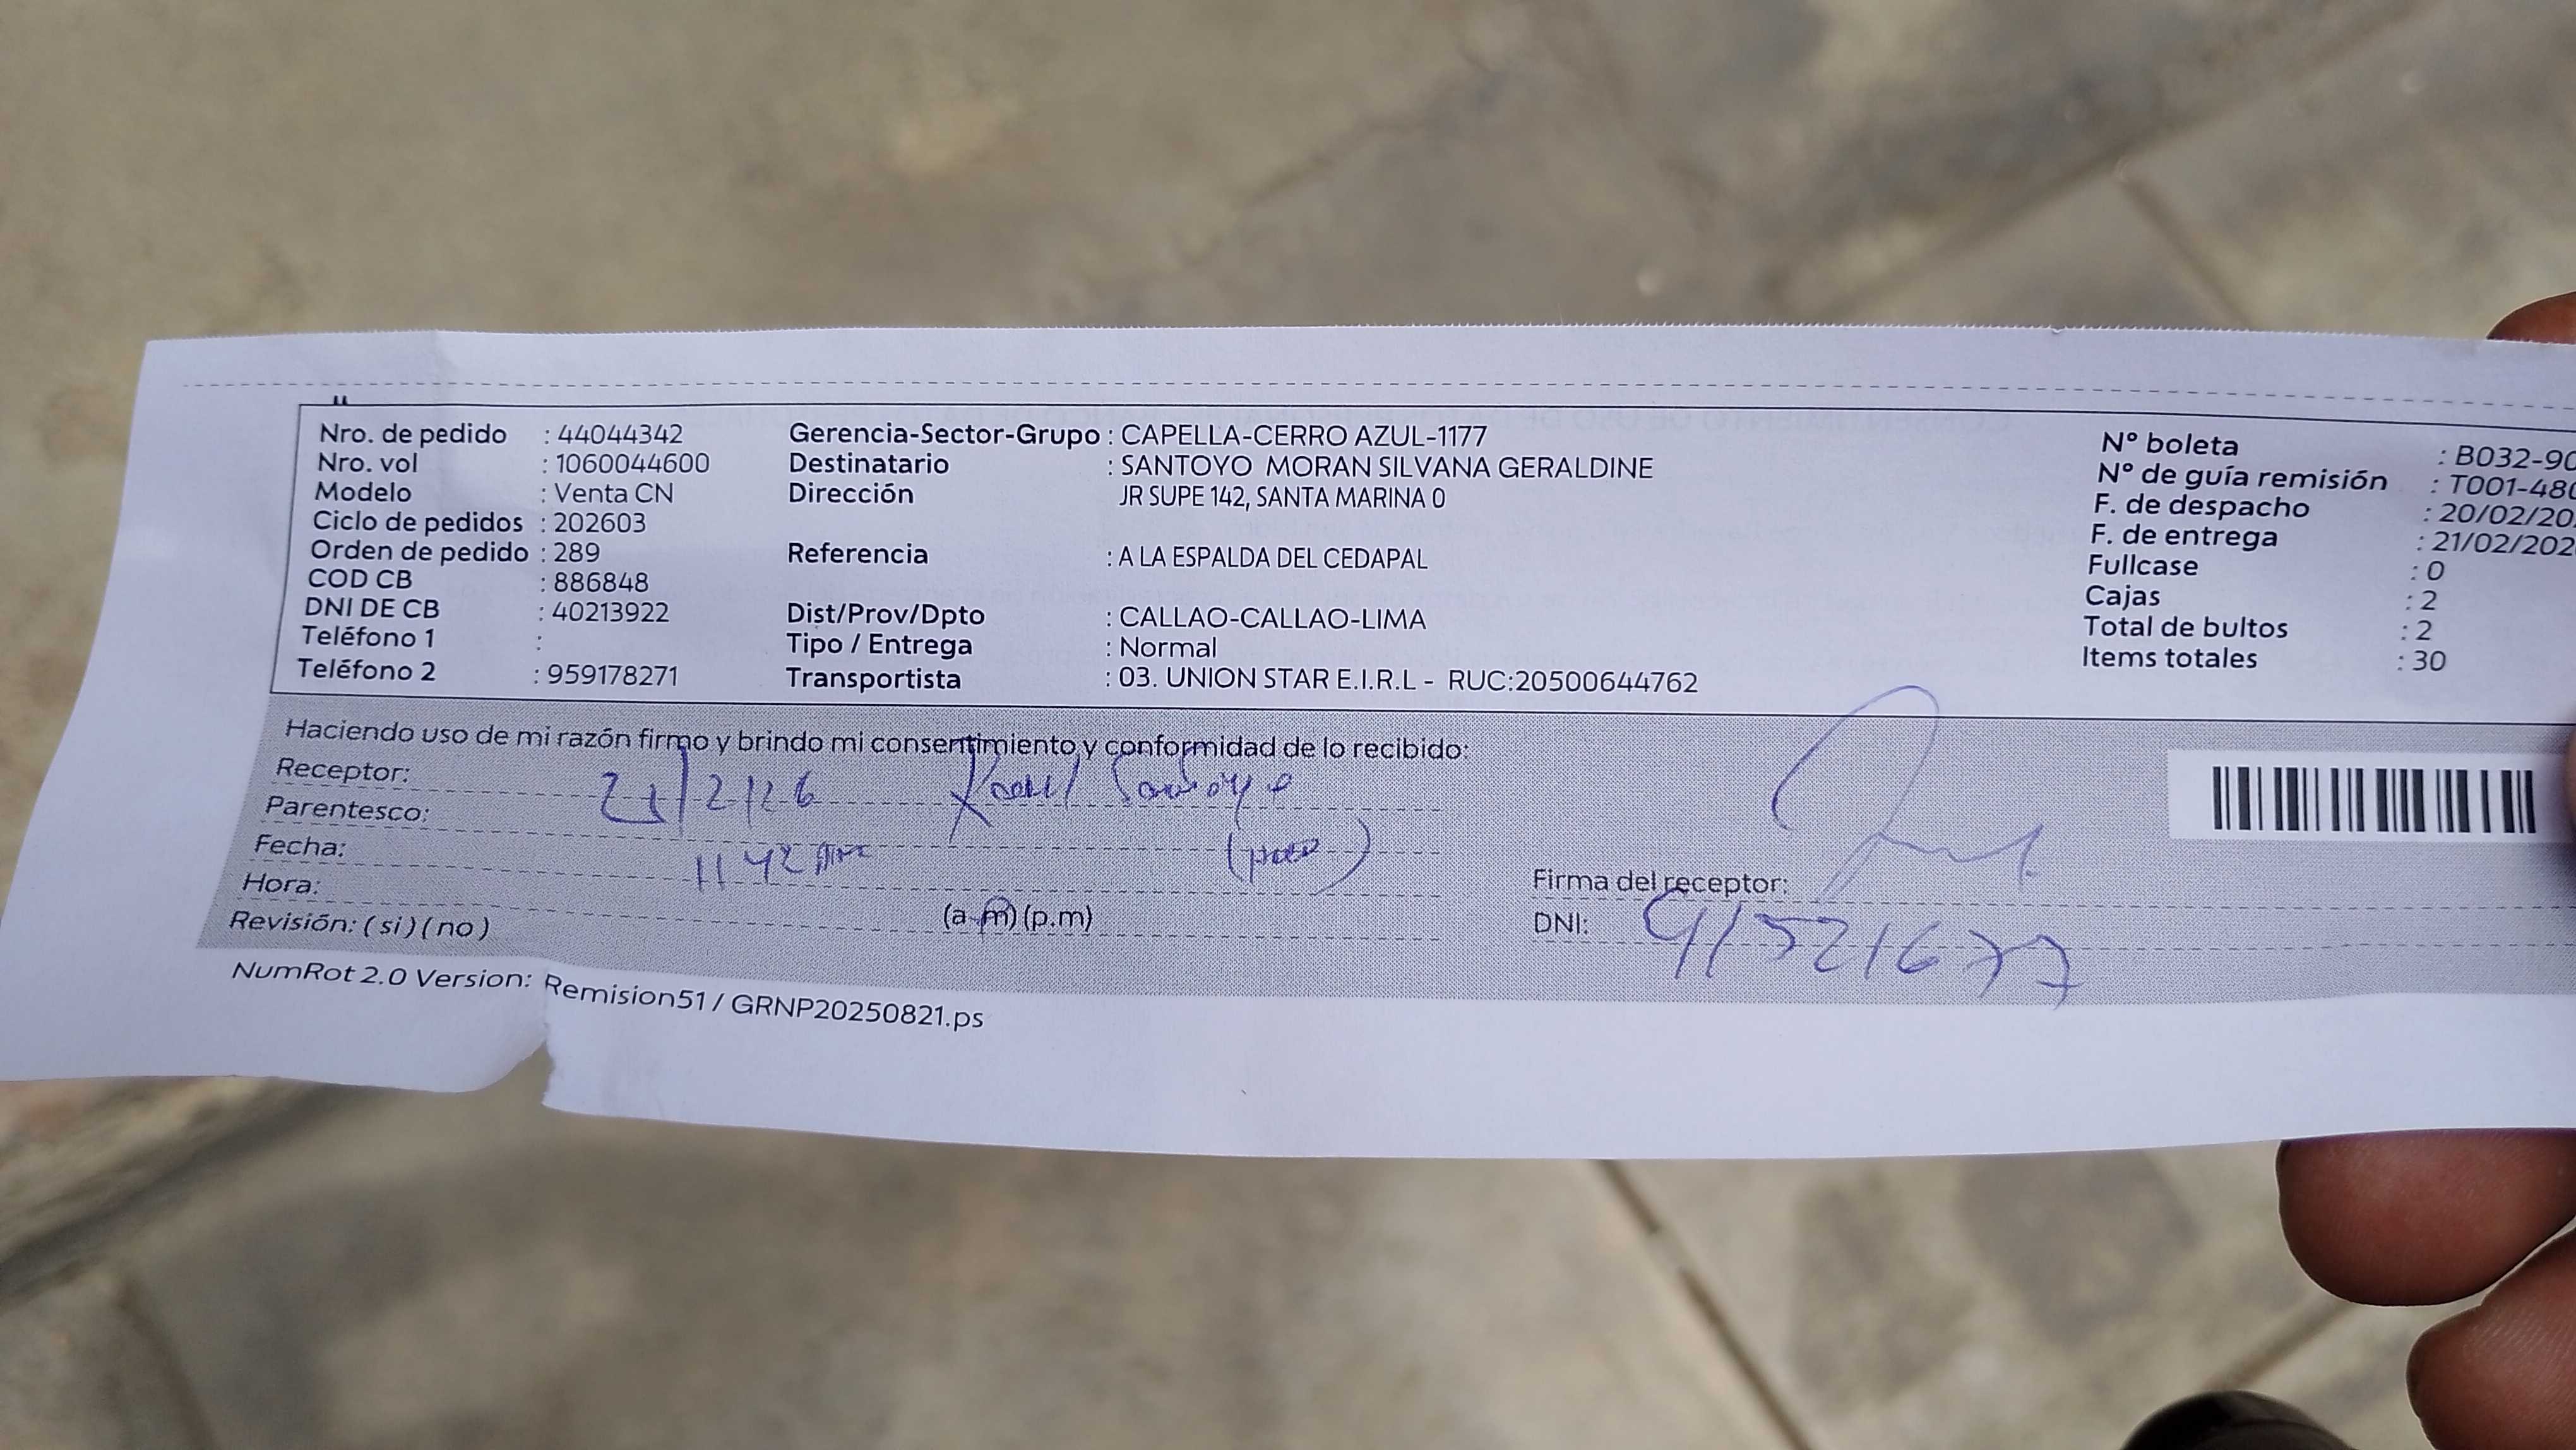 Nro. de pedido : 44044342
Nro. vol : 1060044600
Modelo : Venta CN
Ciclo de pedidos : 202603
Orden de pedido : 289
COD CB : 886848
DNI DE CB : 40213922
Teléfono 1 :
Teléfono 2 : 959178271
Gerencia-Sector-Grupo : CAPELLA-CERRO AZUL-1177
Destinatario : SANTOYO MORAN SILVANA GERALDINE
Dirección JR SUPE 142, SANTA MARINA 0
Referencia : A LA ESPALDA DEL CEDAPAL
Dist/Prov/Dpto : CALLAO-CALLAO-LIMA
Tipo / Entrega : Normal
Transportista : 03. UNION STAR E.I.R.L - RUC:20500644762
N° boleta : B032-90
N° de guía remisión : T001-480
F. de despacho : 20/02/20
F. de entrega : 21/02/202
Fullcase : 0
Cajas : 2
Total de bultos : 2
Items totales : 30
Haciendo uso de mi razón firmo y brindo mi consentimiento y conformidad de lo recibido:
Receptor: 21/2/26
Parentesco:
Fecha: 11 42 am
Hora: (a.m) (p.m)
Revisión: ( si ) ( no )
Firma del receptor:
DNI: 41521677
NumRot 2.0 Version: Remision51 / GRNP20250821.ps